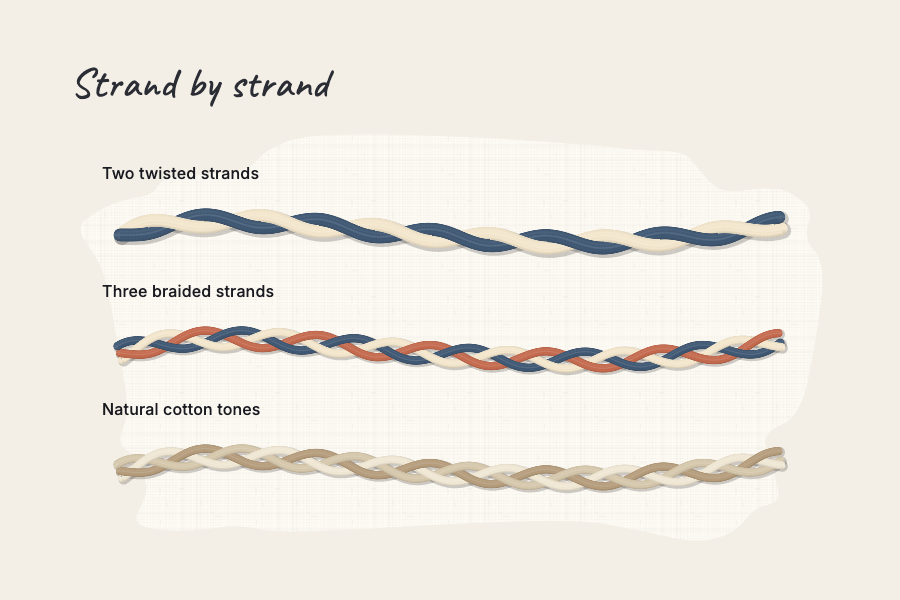 Strand by strand
Two twisted strands
Three braided strands
Natural cotton tones